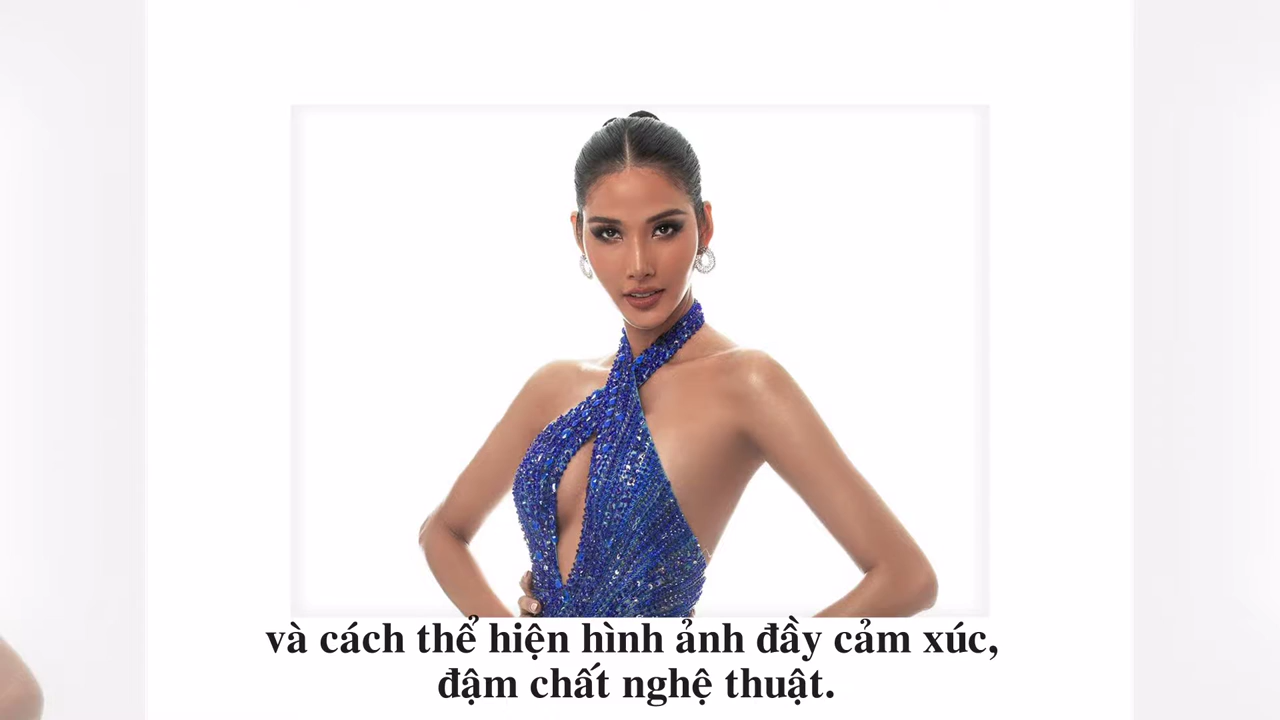 và cách thể hiện hình ảnh đầy cảm xúc,
đậm chất nghệ thuật.